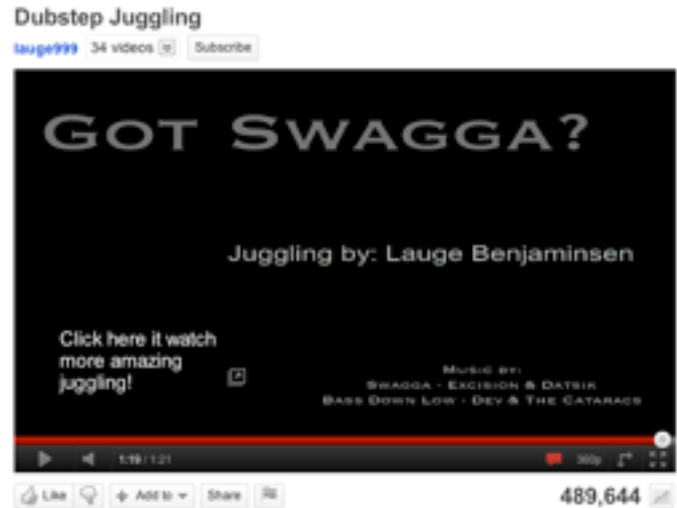 Dubstep Juggling
lauge999 34 videos Subscribe
GOT SWAGGA?
Juggling by: Lauge Benjaminsen
Click here it watch
more amazing
juggling!
MUSIC BY:
SWAGGA - EXCISION & DATSIK
BASS DOWN LOW - DEV & THE CATARACS
1:19 / 1:21 360p
Like Add to Share 489,644